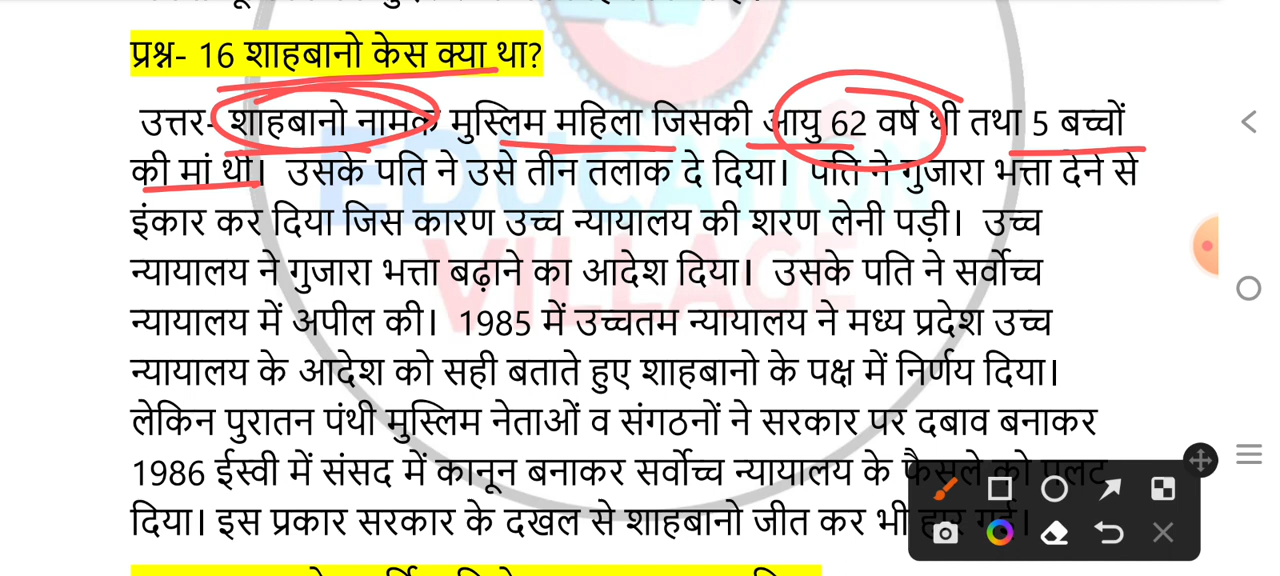 प्रश्न- 16 शाहबानो केस क्या था?
उत्तर- शाहबानो नामक मुस्लिम महिला जिसकी आयु 62 वर्ष थी तथा 5 बच्चों
की मां थी। उसके पति ने उसे तीन तलाक दे दिया। पति ने गुजारा भत्ता देने से
इंकार कर दिया जिस कारण उच्च न्यायालय की शरण लेनी पड़ी। उच्च
न्यायालय ने गुजारा भत्ता बढ़ाने का आदेश दिया। उसके पति ने सर्वोच्च
न्यायालय में अपील की। 1985 में उच्चतम न्यायालय ने मध्य प्रदेश उच्च
न्यायालय के आदेश को सही बताते हुए शाहबानो के पक्ष में निर्णय दिया।
लेकिन पुरातन पंथी मुस्लिम नेताओं व संगठनों ने सरकार पर दबाव बनाकर
1986 ईस्वी में संसद में कानून बनाकर सर्वोच्च न्यायालय के फैसले को पलट
दिया। इस प्रकार सरकार के दखल से शाहबानो जीत कर भी हार गई।
EDUCATION
VILLAGE